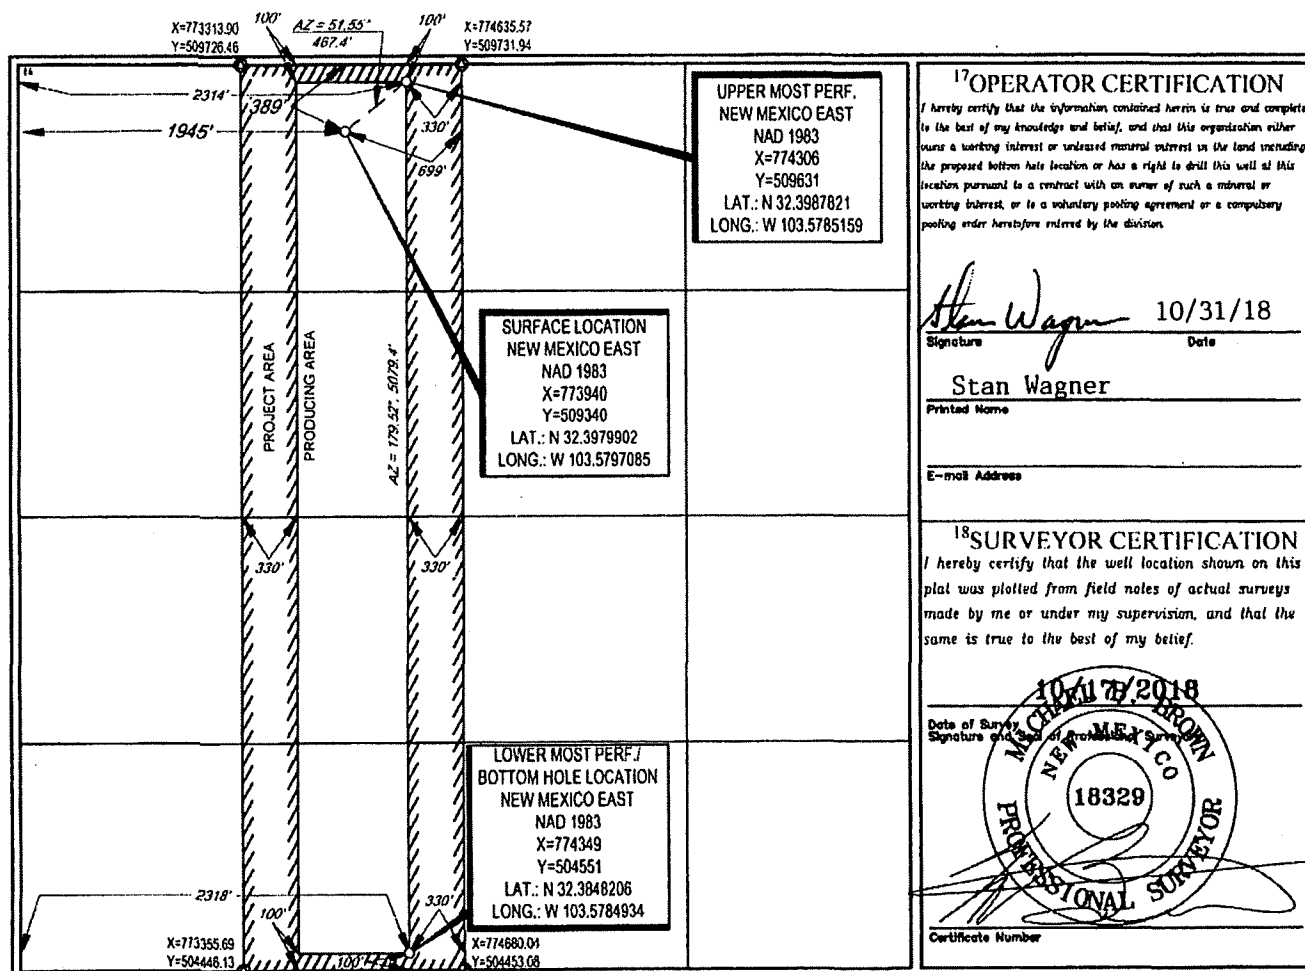 X=773313.90
Y=509726.46
100'
AZ = 51.55°
467.4'
100'
X=774635.57
Y=509731.94
16
2314'
389'
330'
1945'
699'
UPPER MOST PERF.
NEW MEXICO EAST
NAD 1983
X=774306
Y=509631
LAT.: N 32.3987821
LONG.: W 103.5785159
SURFACE LOCATION
NEW MEXICO EAST
NAD 1983
X=773940
Y=509340
LAT.: N 32.3979902
LONG.: W 103.5797085
PROJECT AREA
PRODUCING AREA
AZ = 179.52°, 5079.4'
330'
330'
LOWER MOST PERF./
BOTTOM HOLE LOCATION
NEW MEXICO EAST
NAD 1983
X=774349
Y=504551
LAT.: N 32.3848206
LONG.: W 103.5784934
2318'
330'
100'
100'
X=773355.69
Y=504446.13
X=774680.04
Y=504453.08
17 OPERATOR CERTIFICATION
I hereby certify that the information contained herein is true and complete
to the best of my knowledge and belief, and that this organization either
owns a working interest or unleased mineral interest in the land including
the proposed bottom hole location or has a right to drill this well at this
location pursuant to a contract with an owner of such a mineral or
working interest, or to a voluntary pooling agreement or a compulsory
pooling order heretofore entered by the division.
Stan Wagner 10/31/18
Signature Date
Stan Wagner
Printed Name
E-mail Address
18 SURVEYOR CERTIFICATION
I hereby certify that the well location shown on this
plat was plotted from field notes of actual surveys
made by me or under my supervision, and that the
same is true to the best of my belief.
10/17/2018
Date of Survey
Signature and Seal of Professional Surveyor
MICHAEL B. BROWN
NEW MEXICO
18329
PROFESSIONAL SURVEYOR
Certificate Number